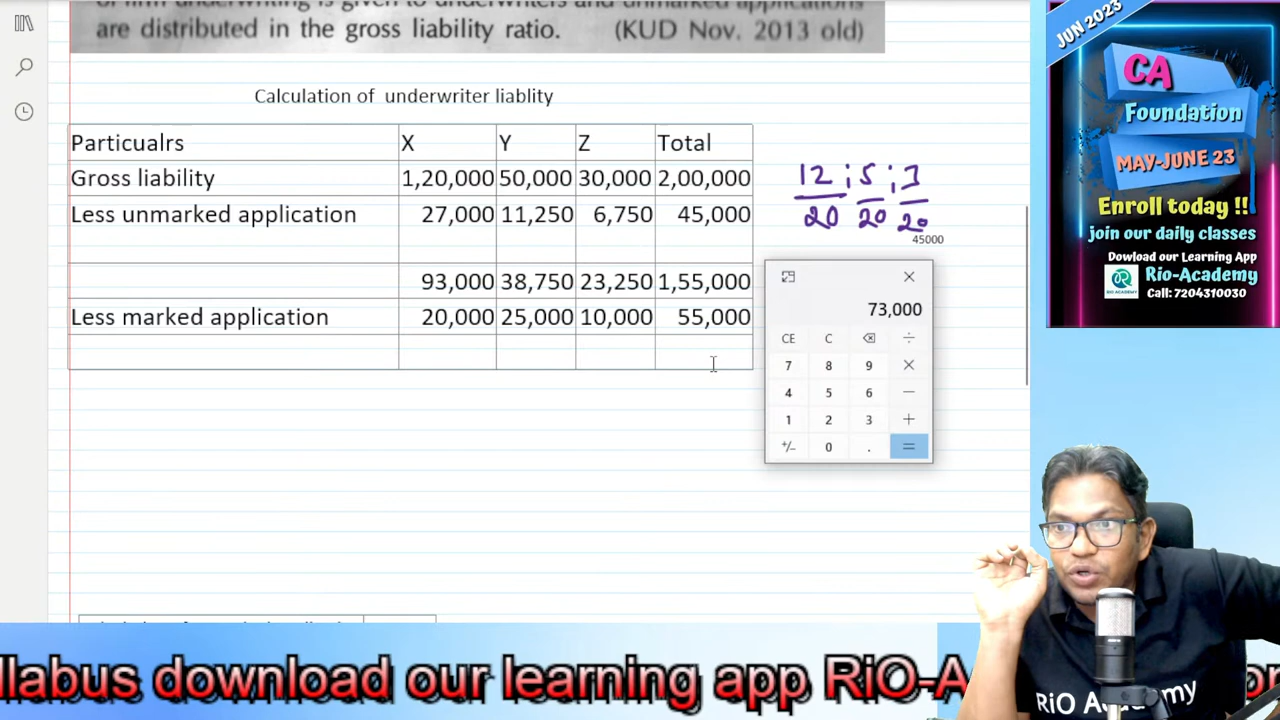 are distributed in the gross liability ratio. (KUD Nov. 2013 old)
Calculation of underwriter liablity
Particualrs X Y Z Total
Gross liability 1,20,000 50,000 30,000 2,00,000
Less unmarked application 27,000 11,250 6,750 45,000
93,000 38,750 23,250 1,55,000
Less marked application 20,000 25,000 10,000 55,000
12 ; 5 ; 3
20 20 20
45000
73,000
CE C ⌫ ÷
7 8 9 ×
4 5 6 −
1 2 3 +
+/− 0 . =
JUN 2023
CA
Foundation
MAY-JUNE 23
Enroll today !!
join our daily classes
Dowload our Learning App
RIO ACADEMY
Rio-Academy
Call: 7204310030
RiO Academy
llabus download our learning app RiO-A